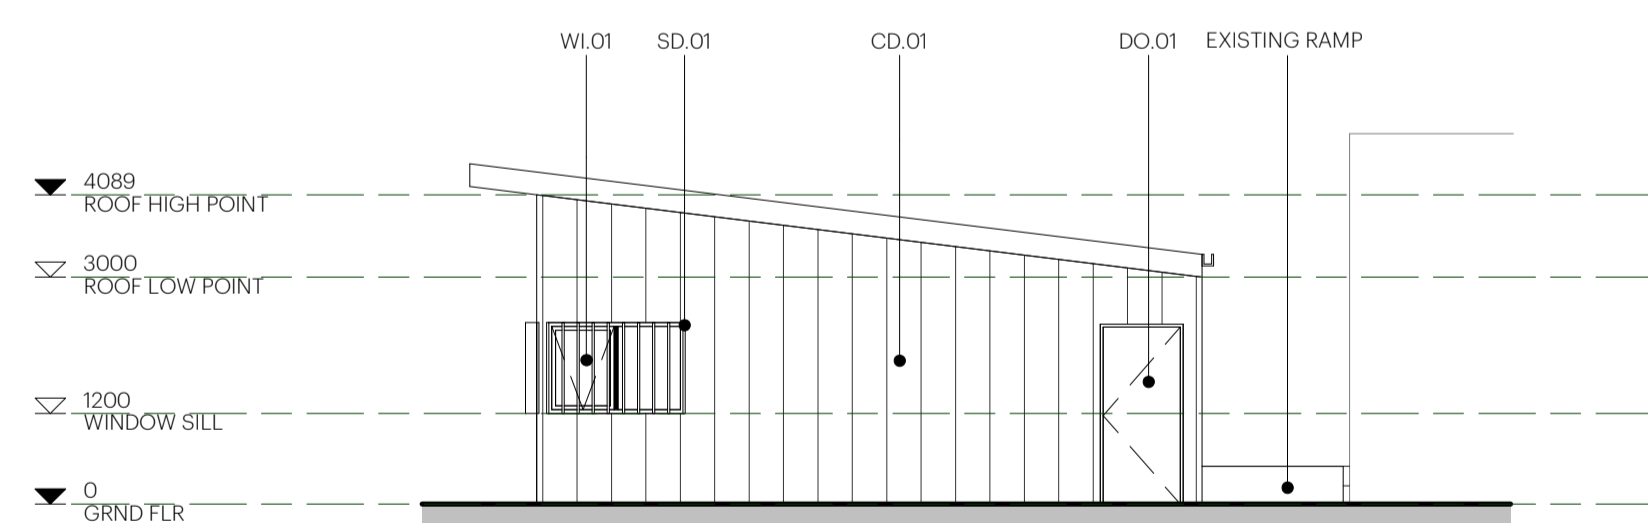 WI.01 SD.01 CD.01 DO.01 EXISTING RAMP
4089
ROOF HIGH POINT
3000
ROOF LOW POINT
1200
WINDOW SILL
0
GRND FLR